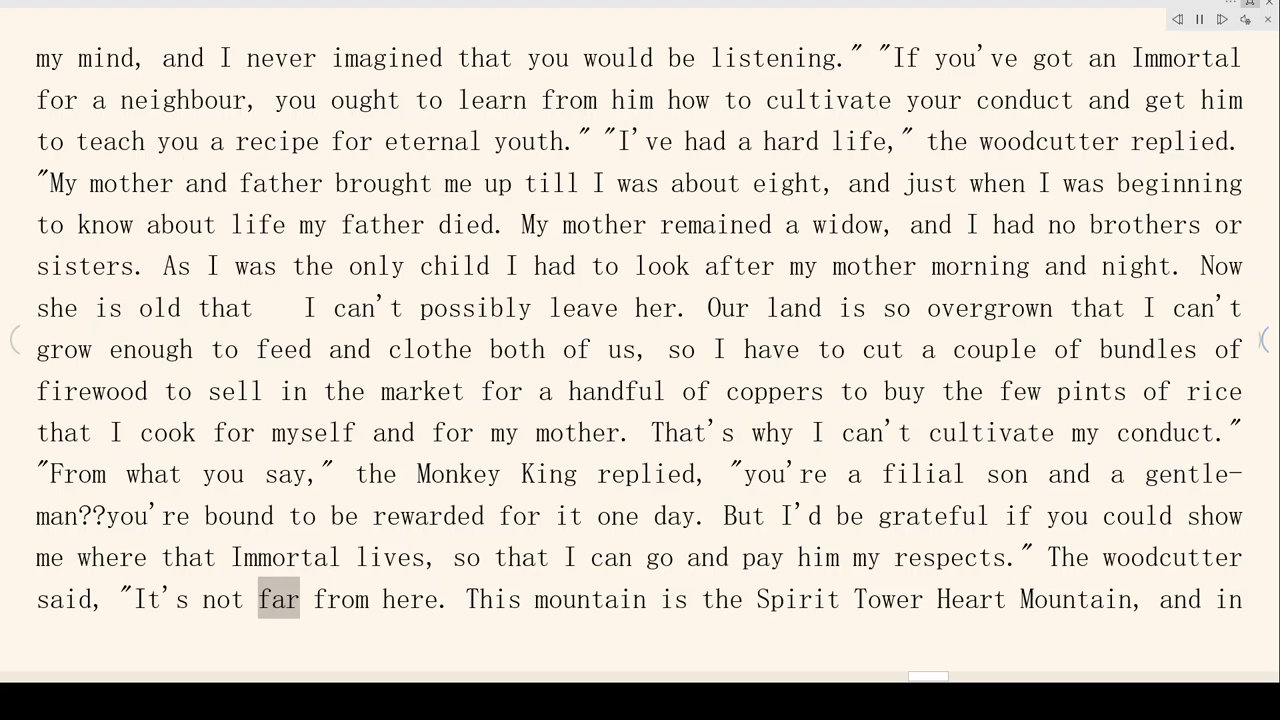 my mind, and I never imagined that you would be listening." "If you've got an Immortal
for a neighbour, you ought to learn from him how to cultivate your conduct and get him
to teach you a recipe for eternal youth." "I've had a hard life," the woodcutter replied.
"My mother and father brought me up till I was about eight, and just when I was beginning
to know about life my father died. My mother remained a widow, and I had no brothers or
sisters. As I was the only child I had to look after my mother morning and night. Now
she is old that   I can't possibly leave her. Our land is so overgrown that I can't
grow enough to feed and clothe both of us, so I have to cut a couple of bundles of
firewood to sell in the market for a handful of coppers to buy the few pints of rice
that I cook for myself and for my mother. That's why I can't cultivate my conduct."
"From what you say," the Monkey King replied, "you're a filial son and a gentle-
man??you're bound to be rewarded for it one day. But I'd be grateful if you could show
me where that Immortal lives, so that I can go and pay him my respects." The woodcutter
said, "It's not far from here. This mountain is the Spirit Tower Heart Mountain, and in